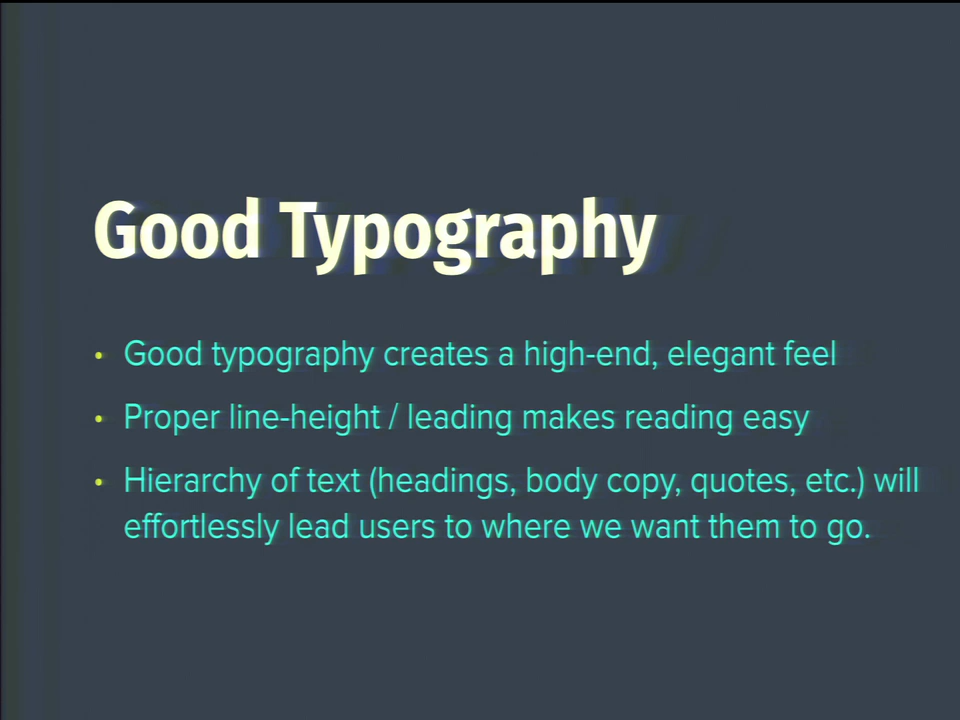 Good Typography
• Good typography creates a high-end, elegant feel
• Proper line-height / leading makes reading easy
• Hierarchy of text (headings, body copy, quotes, etc.) will
effortlessly lead users to where we want them to go.